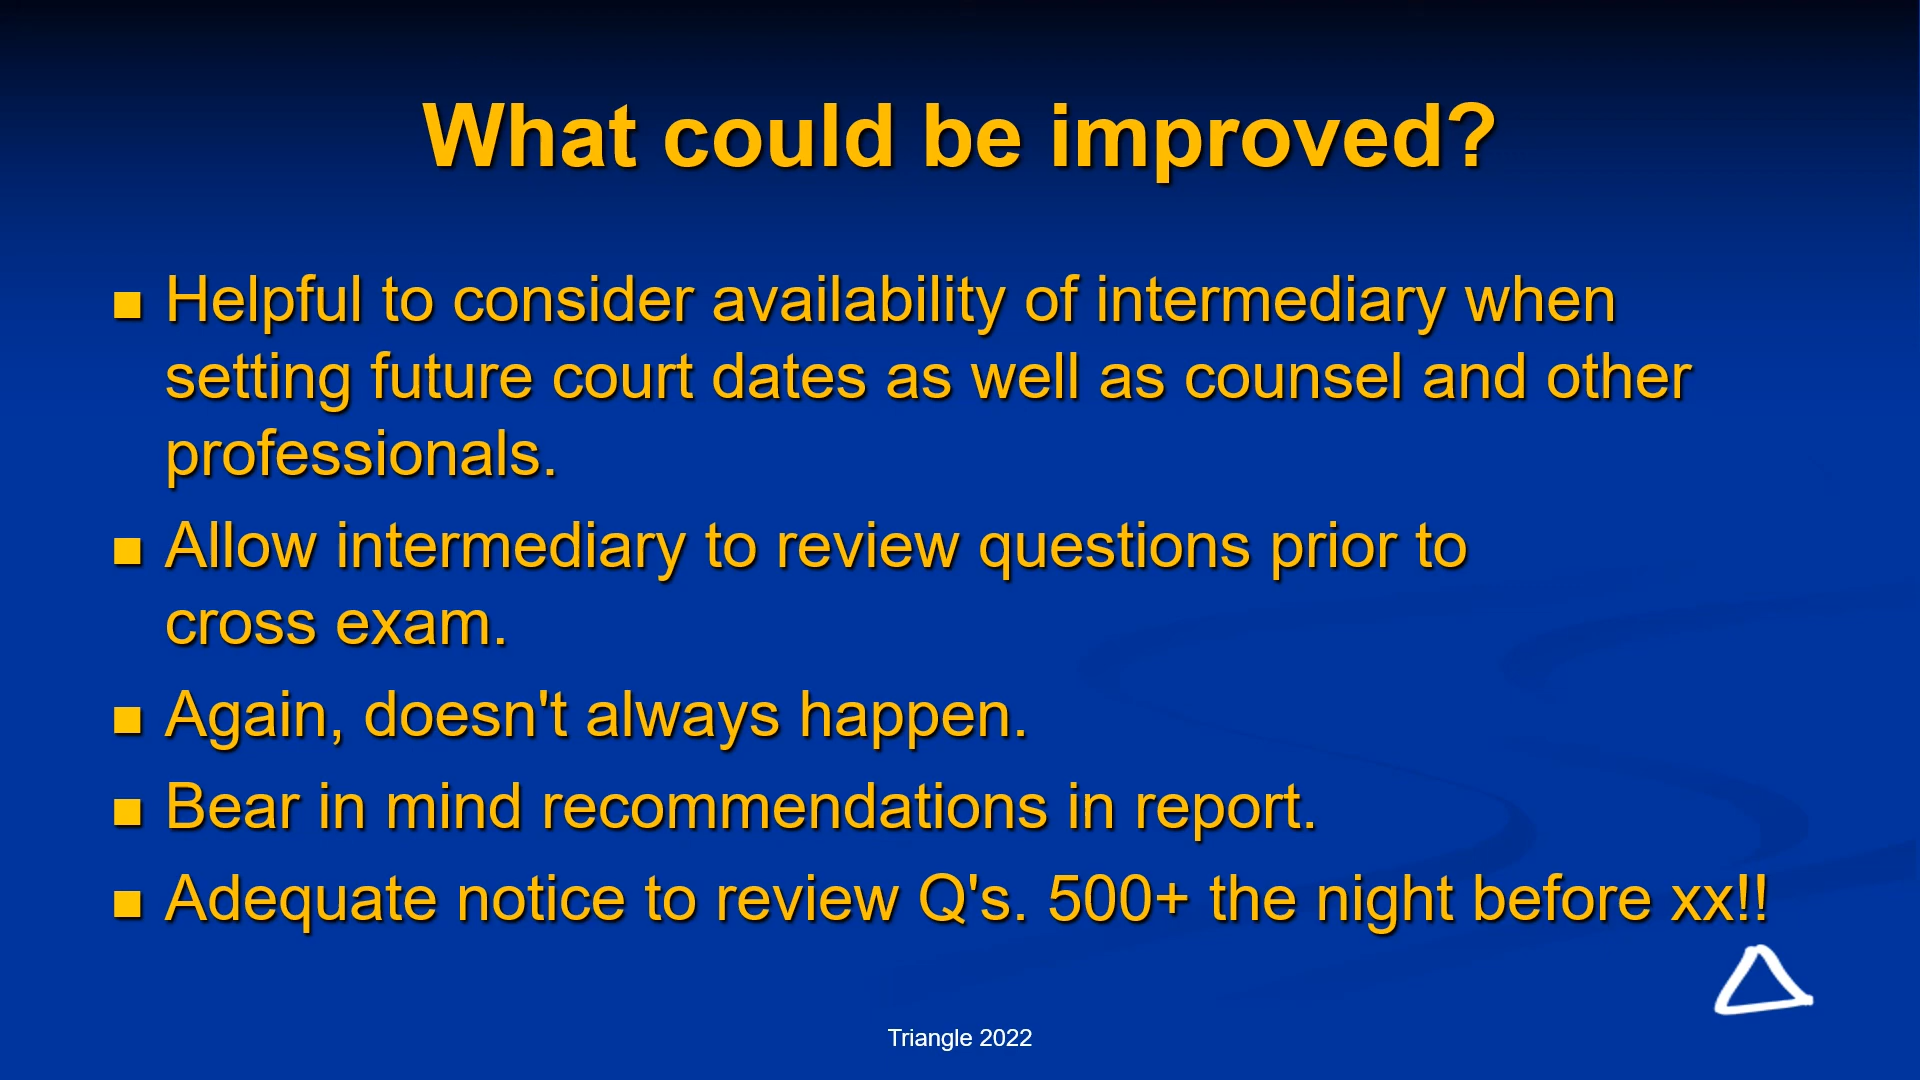 What could be improved?
Helpful to consider availability of intermediary when
setting future court dates as well as counsel and other
professionals.
Allow intermediary to review questions prior to
cross exam.
Again, doesn't always happen.
Bear in mind recommendations in report.
Adequate notice to review Q's. 500+ the night before xx!!
Triangle 2022